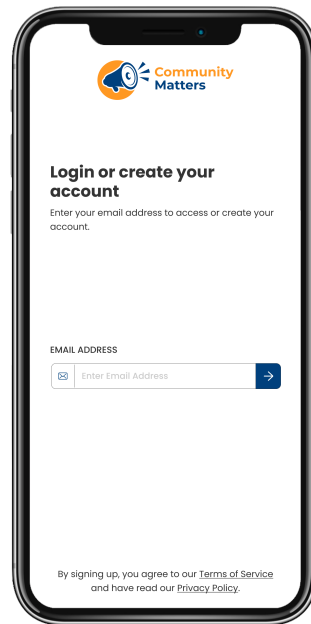 Community
Matters
Login or create your
account
Enter your email address to access or create your
account.
EMAIL ADDRESS
Enter Email Address
By signing up, you agree to our Terms of Service
and have read our Privacy Policy.